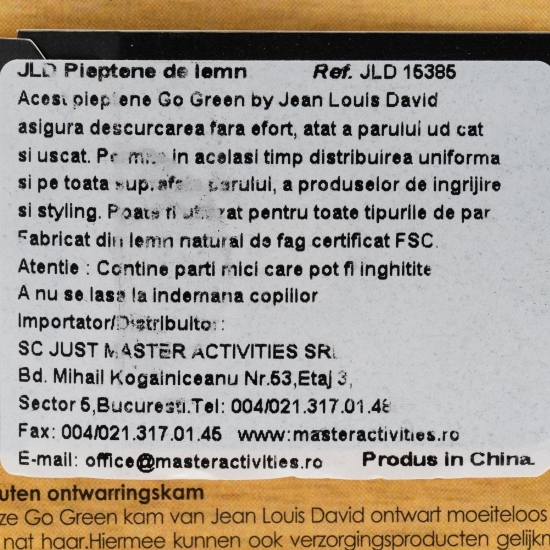 JLD Pieptene de lemn Ref. JLD 15385
Acest pieptene Go Green by Jean Louis David
asigura descurcarea fara efort, atat a parului ud cat
si uscat. Permite in acelasi timp distribuirea uniforma
si pe toata suprafata parului, a produselor de ingrijire
si styling. Poate fi utilizat pentru toate tipurile de par.
Fabricat din lemn natural de fag certificat FSC.
Atentie : Contine parti mici care pot fi inghitite
A nu se lasa la indemana copiilor
Importator/Distribuitor :
SC JUST MASTER ACTIVITIES SRL
Bd. Mihail Kogalniceanu Nr.53,Etaj 3,
Sector 5,Bucuresti.Tel: 004/021.317.01.48
Fax: 004/021.317.01.45 www:masteractivities.ro
E-mail: office@masteractivities.ro Produs in China.
outen ontwarringskam
ze Go Green kam van Jean Louis David ontwart moeiteloos
nat haar.Hiermee kunnen ook verzorgingsproducten gelijkm